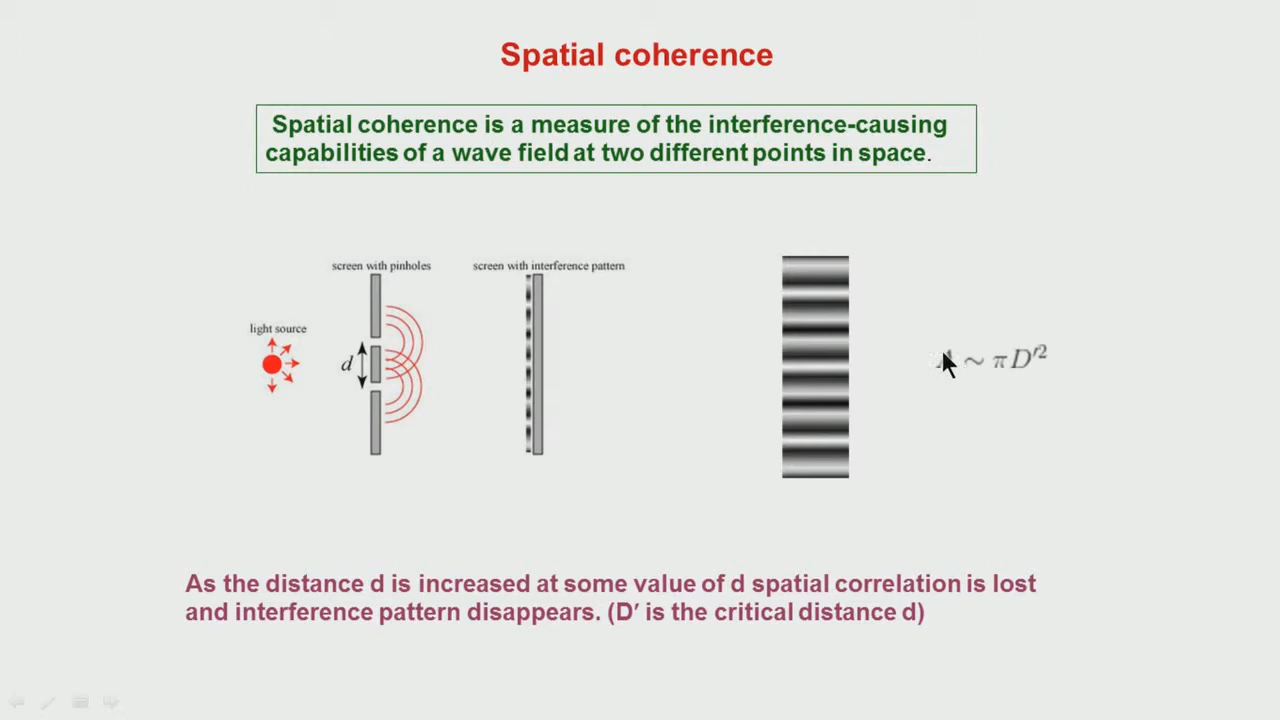 Spatial coherence
Spatial coherence is a measure of the interference-causing
capabilities of a wave field at two different points in space.
screen with pinholes
screen with interference pattern
light source
d
∼ πD′²
As the distance d is increased at some value of d spatial correlation is lost
and interference pattern disappears. (D′ is the critical distance d)